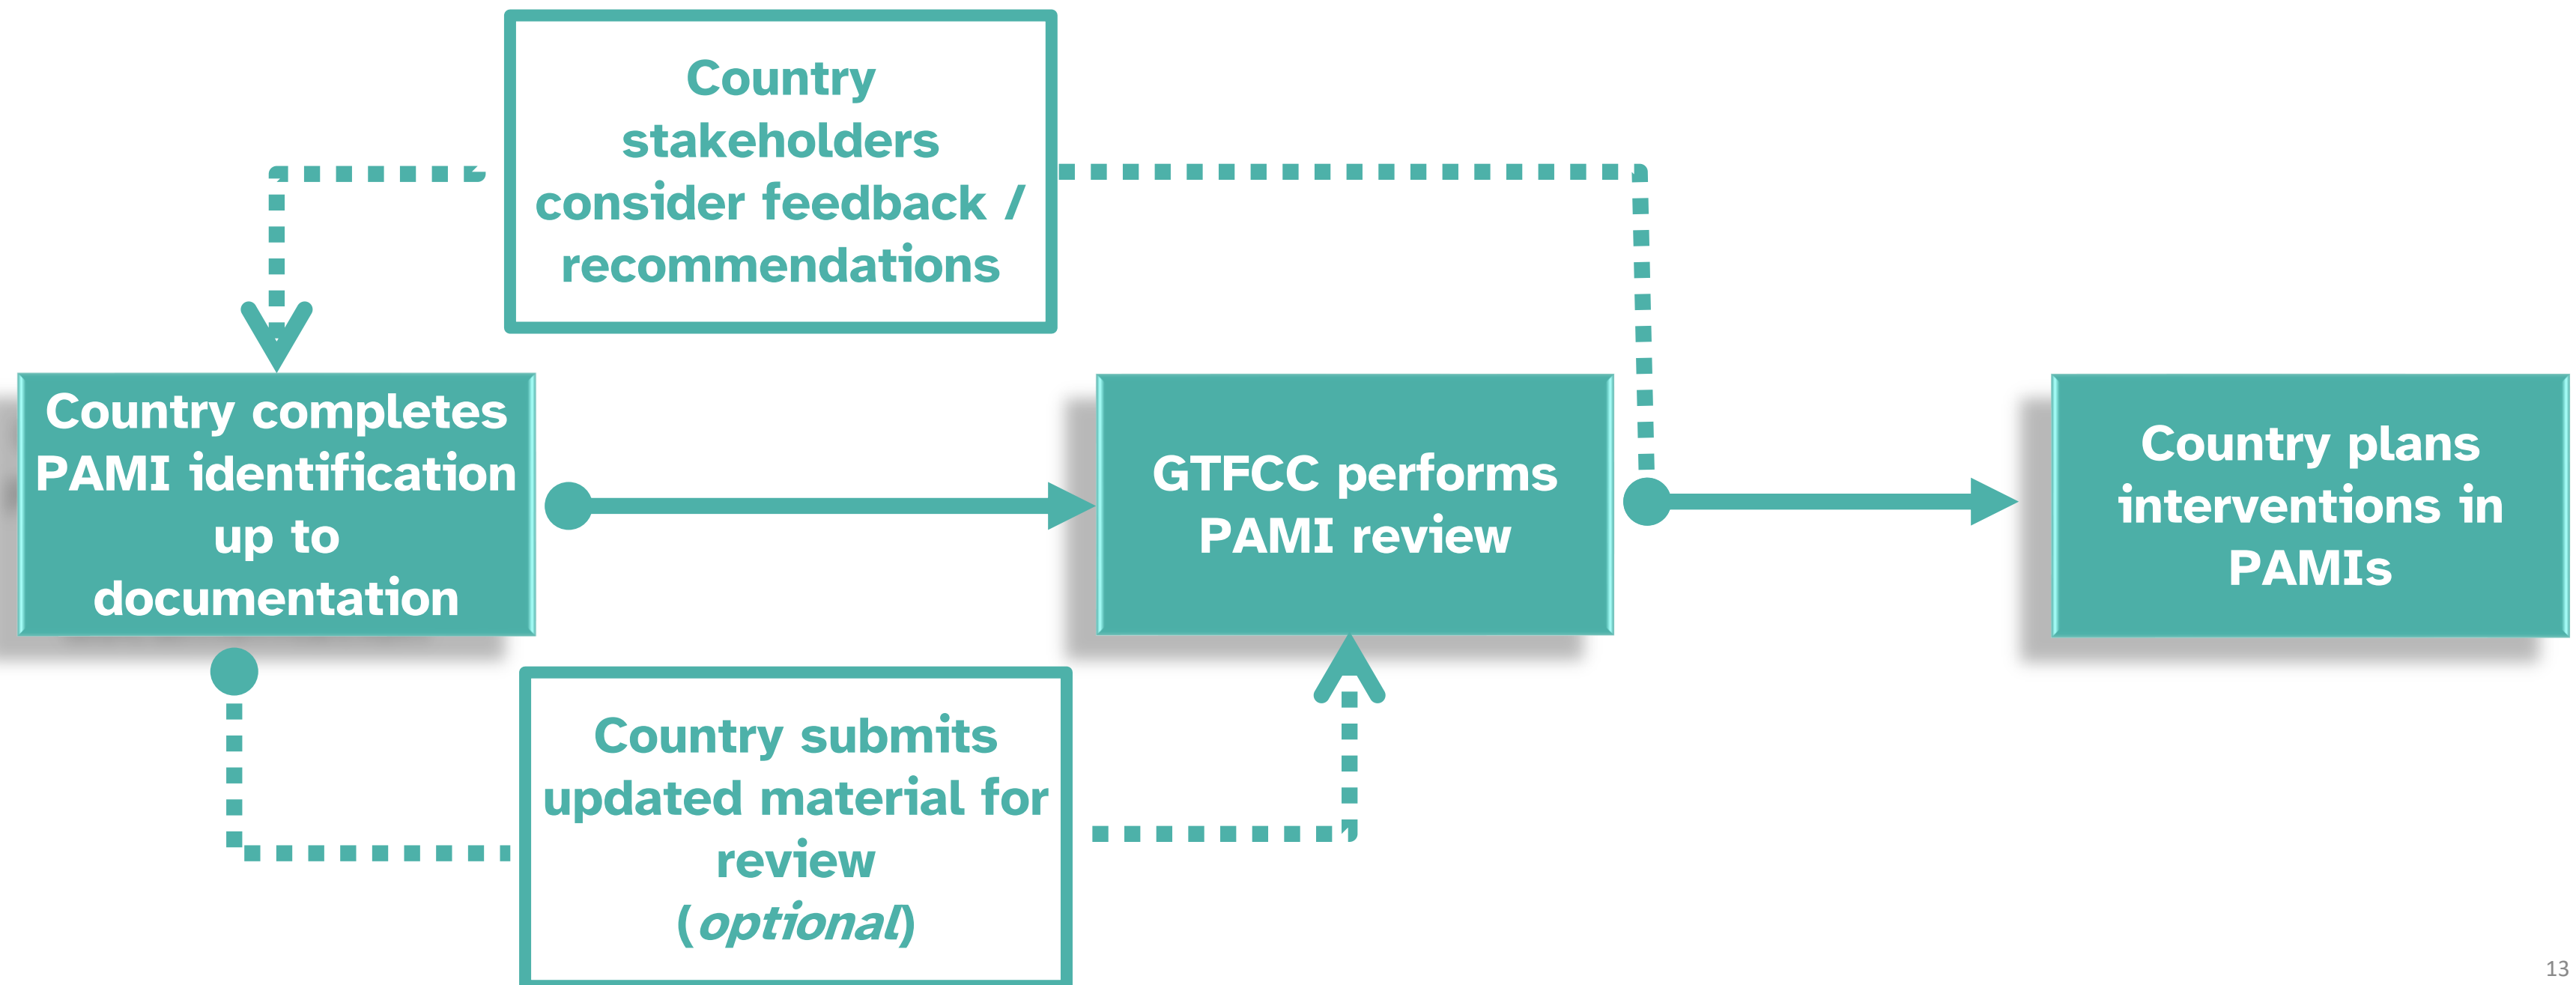 Country
stakeholders
consider feedback /
recommendations
Country completes
PAMI identification
up to
documentation
GTFCC performs
PAMI review
Country plans
interventions in
PAMIs
Country submits
updated material for
review
(optional)
13